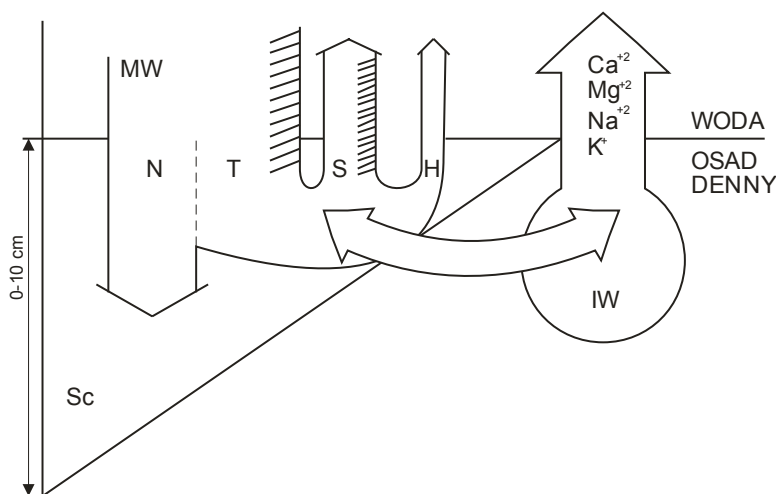 MW
Ca+2
Mg+2
Na+2
K+
WODA
N
T
S
H
OSAD
DENNY
0-10 cm
IW
Sc